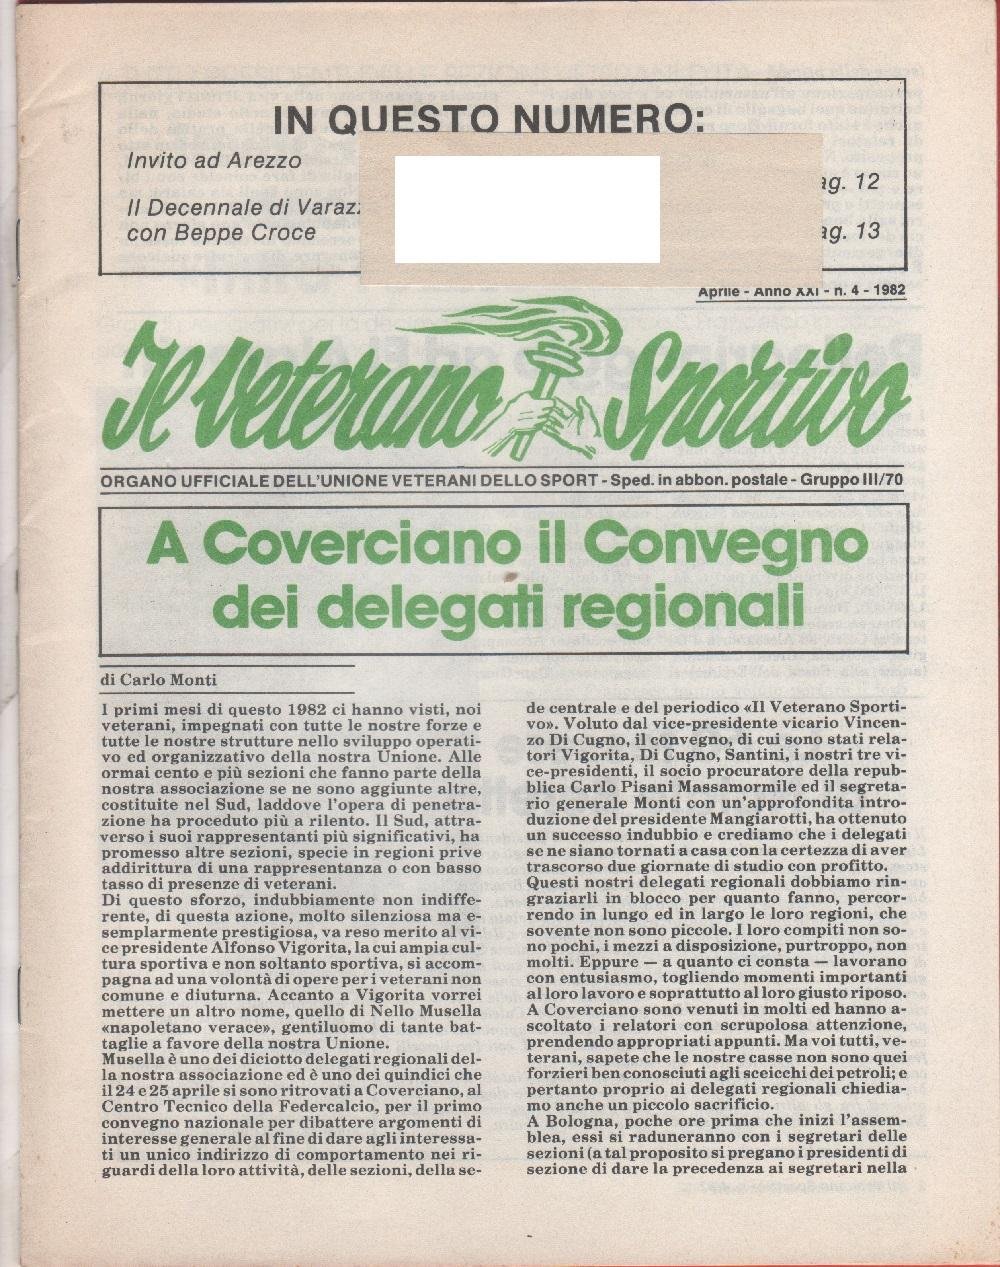 IN QUESTO NUMERO:
Invito ad Arezzo
ag. 12
Il Decennale di Varaz
con Beppe Croce
ag. 13
Aprile - Anno XXI - n. 4 - 1982
Il Veterano Sportivo
ORGANO UFFICIALE DELL'UNIONE VETERANI DELLO SPORT - Sped. in abbon. postale - Gruppo III/70
A Coverciano il Convegno
dei delegati regionali
di Carlo Monti
I primi mesi di questo 1982 ci hanno visti, noi
veterani, impegnati con tutte le nostre forze e
tutte le nostre strutture nello sviluppo operati-
vo ed organizzativo della nostra Unione. Alle
ormai cento e più sezioni che fanno parte della
nostra associazione se ne sono aggiunte altre,
costituite nel Sud, laddove l'opera di penetra-
zione ha proceduto più a rilento. Il Sud, attra-
verso i suoi rappresentanti più significativi, ha
promesso altre sezioni, specie in regioni prive
addirittura di una rappresentanza o con basso
tasso di presenze di veterani.
Di questo sforzo, indubbiamente non indiffe-
rente, di questa azione, molto silenziosa ma e-
semplarmente prestigiosa, va reso merito al vi-
ce presidente Alfonso Vigorita, la cui ampia cul-
tura sportiva e non soltanto sportiva, si accom-
pagna ad una volontà di opere per i veterani non
comune e diuturna. Accanto a Vigorita vorrei
mettere un altro nome, quello di Nello Musella
«napoletano verace», gentiluomo di tante bat-
taglie a favore della nostra Unione.
Musella è uno dei diciotto delegati regionali del-
la nostra associazione ed è uno dei quindici che
il 24 e 25 aprile si sono ritrovati a Coverciano, al
Centro Tecnico della Federcalcio, per il primo
convegno nazionale per dibattere argomenti di
interesse generale al fine di dare agli interessa-
ti un unico indirizzo di comportamento nei ri-
guardi della loro attività, delle sezioni, della se-
de centrale e del periodico «Il Veterano Sporti-
vo». Voluto dal vice-presidente vicario Vincen-
zo Di Cugno, il convegno, di cui sono stati rela-
tori Vigorita, Di Cugno, Santini, i nostri tre vi-
ce-presidenti, il socio procuratore della repub-
blica Carlo Pisani Massamormile ed il segreta-
rio generale Monti con un'approfondita intro-
duzione del presidente Mangiarotti, ha ottenuto
un successo indubbio e crediamo che i delegati
se ne siano tornati a casa con la certezza di aver
trascorso due giornate di studio con profitto.
Questi nostri delegati regionali dobbiamo rin-
graziarli in blocco per quanto fanno, percor-
rendo in lungo ed in largo le loro regioni, che
sovente non sono piccole. I loro compiti non so-
no pochi, i mezzi a disposizione, purtroppo, non
molti. Eppure — a quanto ci consta — lavorano
con entusiasmo, togliendo momenti importanti
al loro lavoro e soprattutto al loro giusto riposo.
A Coverciano sono venuti in molti ed hanno a-
scoltato i relatori con scrupolosa attenzione,
prendendo appropriati appunti. Ma voi tutti, ve-
terani, sapete che le nostre casse non sono quei
forzieri ben conosciuti agli sceicchi dei petroli; e
pertanto proprio ai delegati regionali chiedia-
mo anche un piccolo sacrificio.
A Bologna, poche ore prima che inizi l'assem-
blea, essi si raduneranno con i segretari delle
sezioni (a tal proposito si pregano i presidenti di
sezione di dare la precedenza ai segretari nella